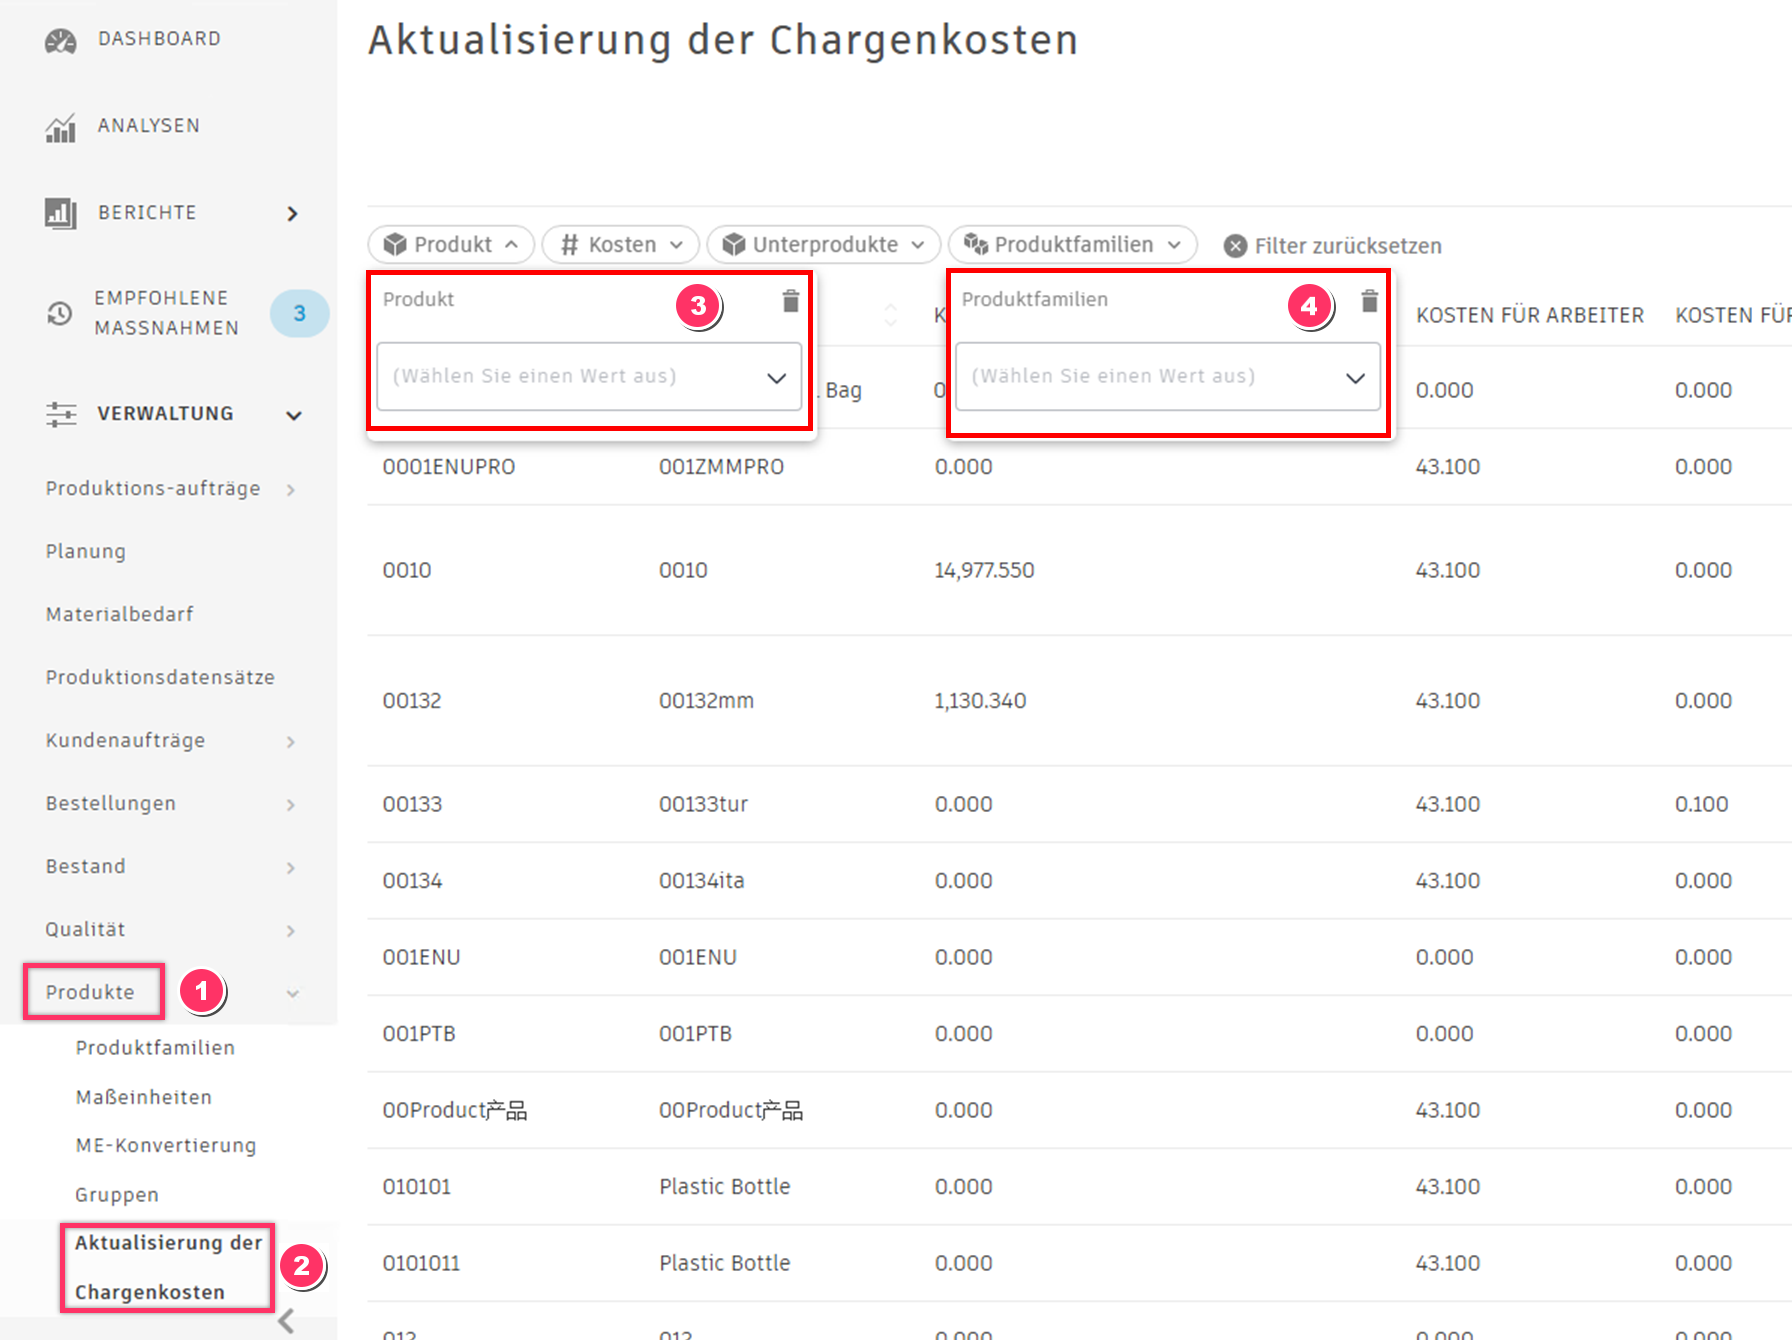 DASHBOARD
ANALYSEN
BERICHTE
EMPFOHLENE
MASSNAHMEN
3
VERWALTUNG
Produktions-aufträge
Planung
Materialbedarf
Produktionsdatensätze
Kundenaufträge
Bestellungen
Bestand
Qualität
Produkte
1
Produktfamilien
Maßeinheiten
ME-Konvertierung
Gruppen
Aktualisierung der
Chargenkosten
2
Aktualisierung der Chargenkosten
Produkt # Kosten Unterprodukte Produktfamilien Filter zurücksetzen
Produkt 3
(Wählen Sie einen Wert aus)
Produktfamilien 4
(Wählen Sie einen Wert aus)
K KOSTEN FÜR ARBEITER KOSTEN FÜR
. Bag 0 0.000 0.000
0001ENUPRO 001ZMMPRO 0.000 43.100 0.000
0010 0010 14,977.550 43.100 0.000
00132 00132mm 1,130.340 43.100 0.000
00133 00133tur 0.000 43.100 0.100
00134 00134ita 0.000 43.100 0.000
001ENU 001ENU 0.000 0.000 0.000
001PTB 001PTB 0.000 0.000 0.000
00Product产品 00Product产品 0.000 43.100 0.000
010101 Plastic Bottle 0.000 43.100 0.000
0101011 Plastic Bottle 0.000 43.100 0.000
012 012 0.000 0.000 0.000